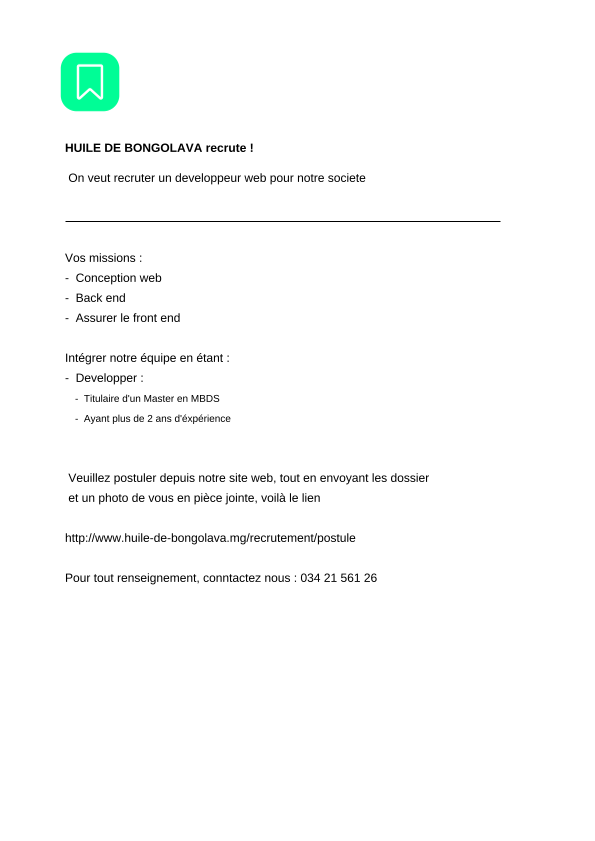 HUILE DE BONGOLAVA recrute !
On veut recruter un developpeur web pour notre societe
Vos missions :
- Conception web
- Back end
- Assurer le front end
Intégrer notre équipe en étant :
- Developper :
- Titulaire d'un Master en MBDS
- Ayant plus de 2 ans d'éxpérience
Veuillez postuler depuis notre site web, tout en envoyant les dossier
et un photo de vous en pièce jointe, voilà le lien
http://www.huile-de-bongolava.mg/recrutement/postule
Pour tout renseignement, conntactez nous : 034 21 561 26